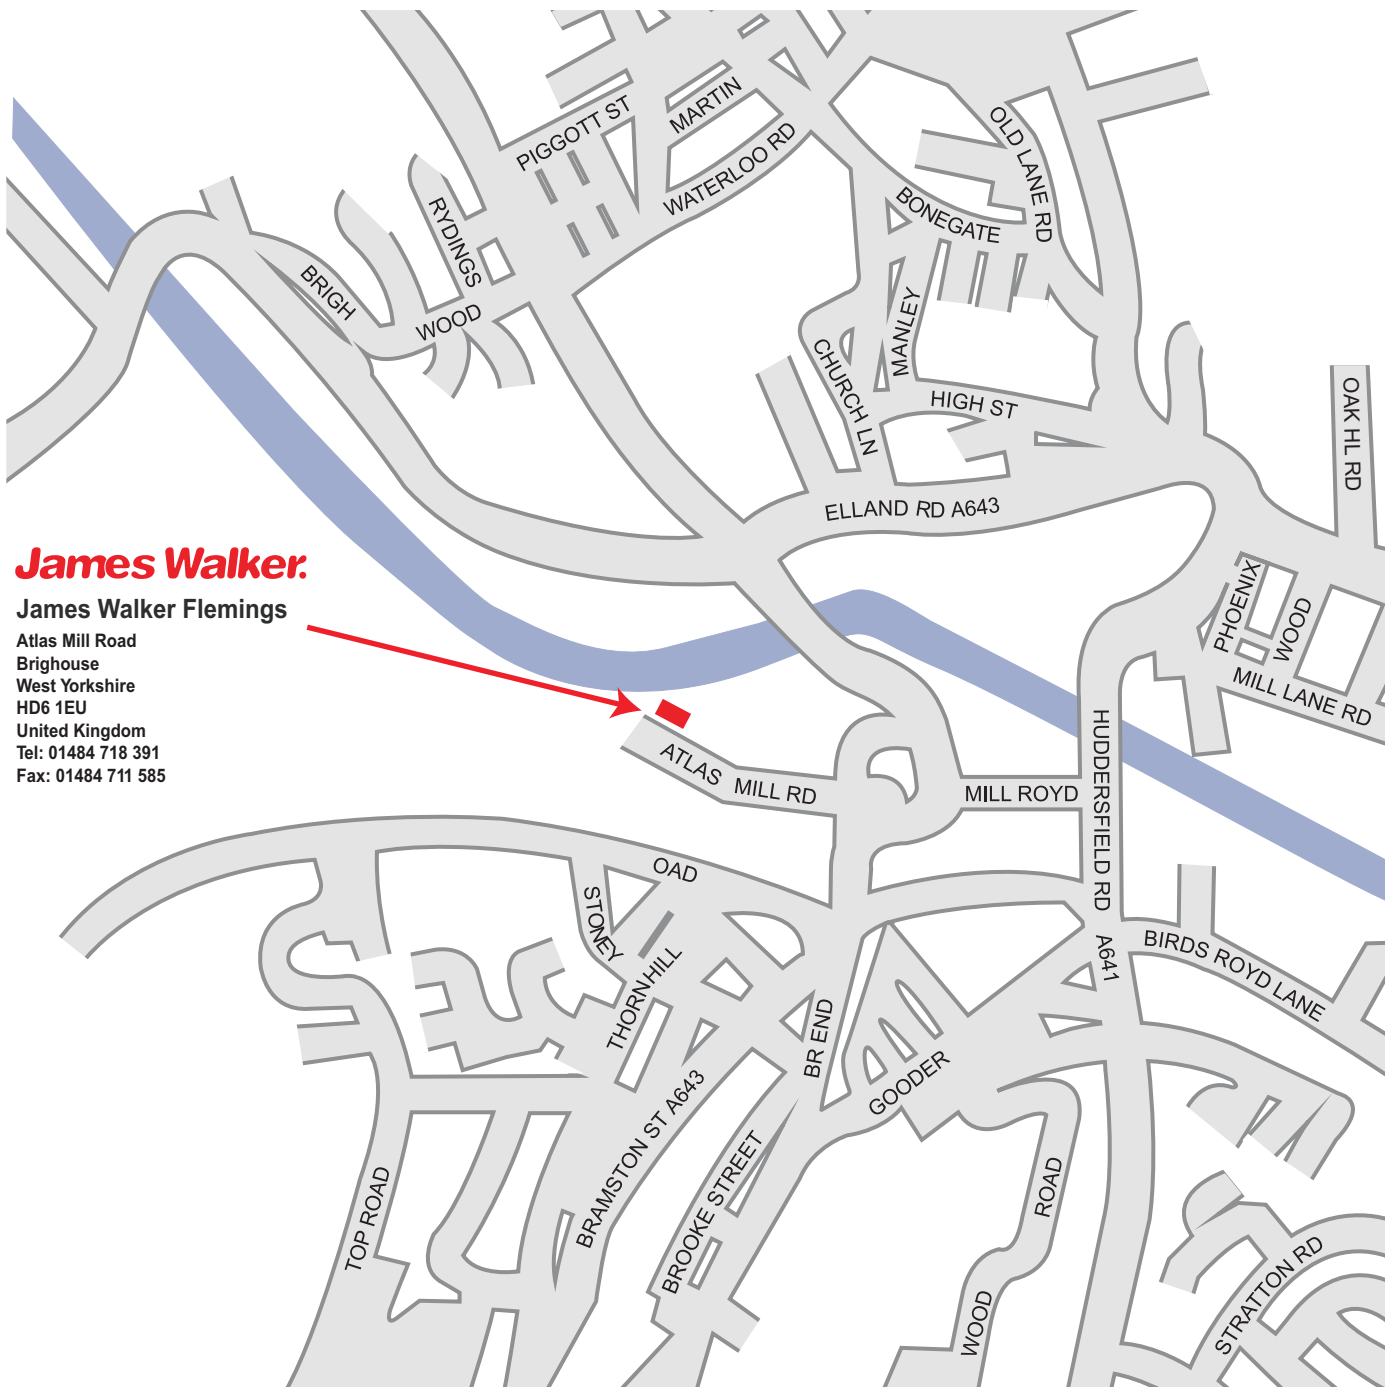 PIGGOTT ST
MARTIN
WATERLOO RD
OLD LANE RD
RYDINGS
BONEGATE
BRIGH
WOOD
MANLEY
CHURCH LN
HIGH ST
OAK HL RD
ELLAND RD A643
James Walker.
James Walker Flemings
Atlas Mill Road
Brighouse
West Yorkshire
HD6 1EU
United Kingdom
Tel: 01484 718 391
Fax: 01484 711 585
PHOENIX
WOOD
MILL LANE RD
ATLAS MILL RD
MILL ROYD
HUDDERSFIELD RD
A641
OAD
STONEY
THORNHILL
BIRDS ROYD LANE
BR END
GOODER
BRAMSTON ST A643
BROOKE STREET
TOP ROAD
ROAD
WOOD
STRATTON RD